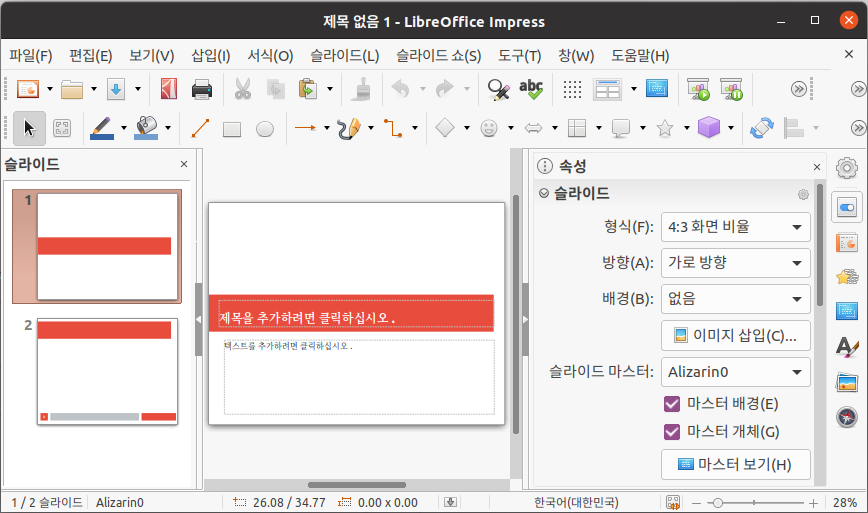 제목 없음 1 - LibreOffice Impress
파일(F) 편집(E) 보기(V) 삽입(I) 서식(O) 슬라이드(L) 슬라이드 쇼(S) 도구(T) 창(W) 도움말(H)
abc
슬라이드
1
2
제목을 추가하려면 클릭하십시오.
텍스트를 추가하려면 클릭하십시오.
속성
슬라이드
형식(F): 4:3 화면 비율
방향(A): 가로 방향
배경(B): 없음
이미지 삽입(C)...
슬라이드 마스터: Alizarin0
마스터 배경(E)
마스터 개체(G)
마스터 보기(H)
1 / 2 슬라이드 Alizarin0 26.08 / 34.77 0.00 x 0.00 한국어(대한민국) 28%